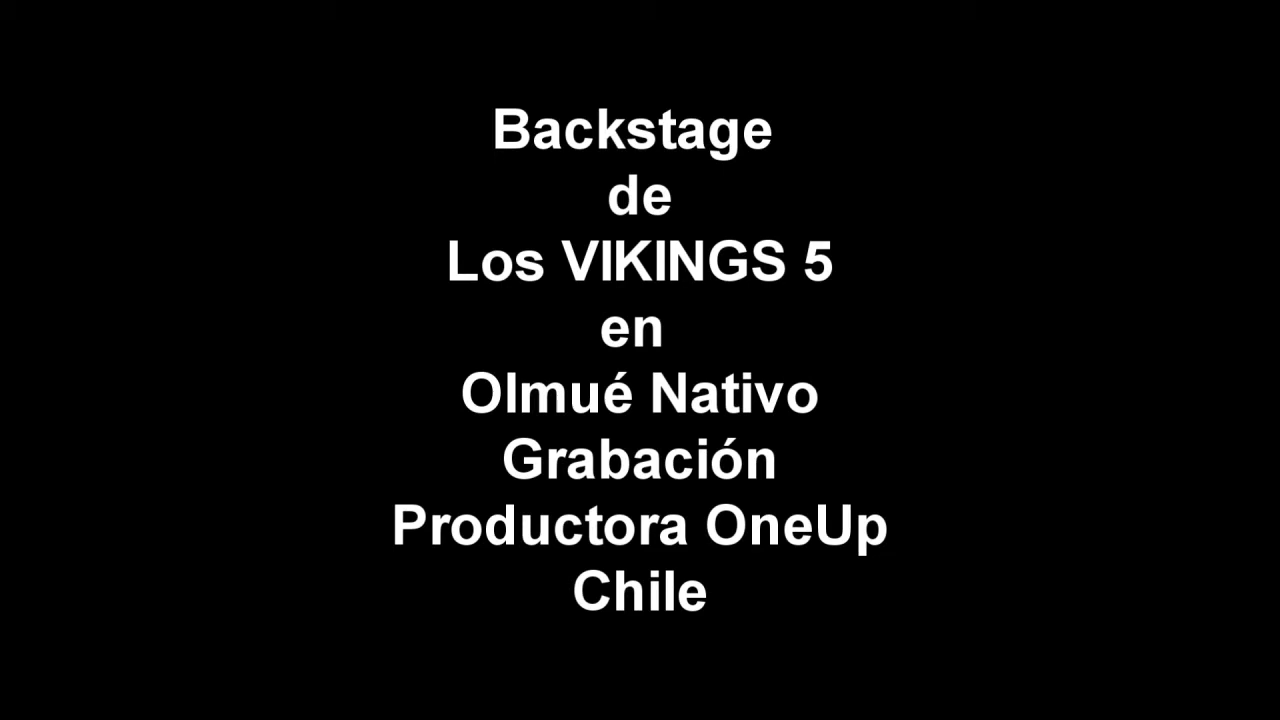 Backstage
de
Los VIKINGS 5
en
Olmué Nativo
Grabación
Productora OneUp
Chile